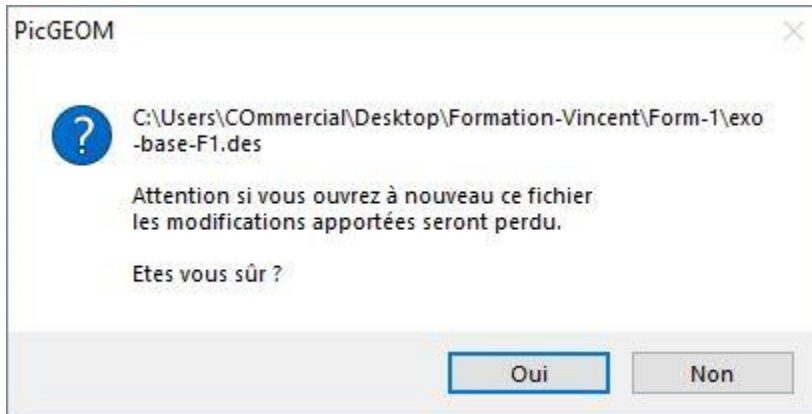 PicGEOM
C:\Users\COmmercial\Desktop\Formation-Vincent\Form-1\exo
-base-F1.des
Attention si vous ouvrez à nouveau ce fichier
les modifications apportées seront perdu.
Etes vous sûr ?
Oui Non